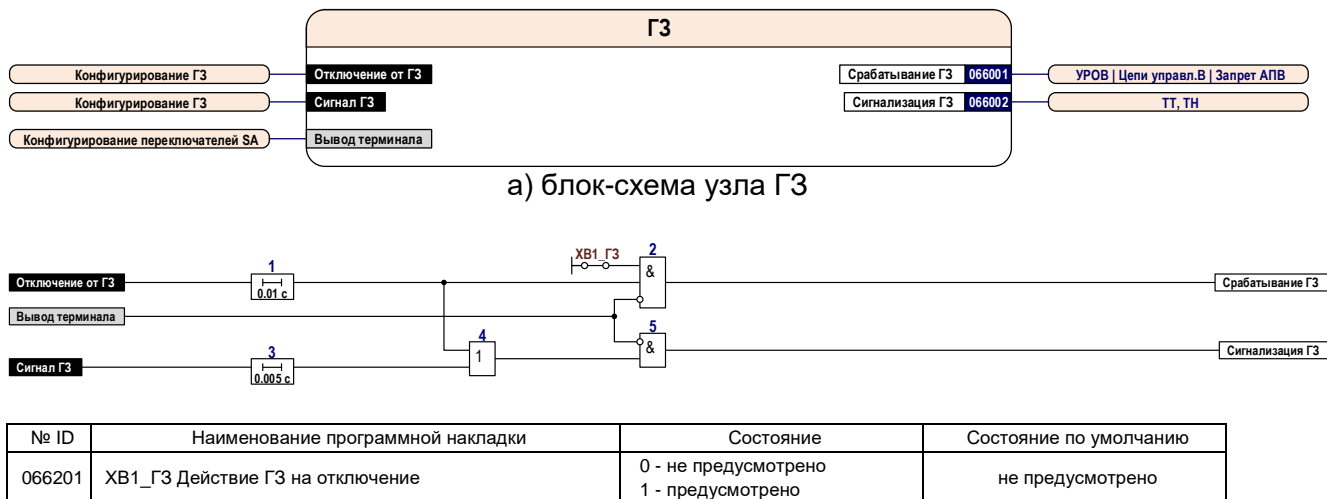 ГЗ
Конфигурирование ГЗ Отключение от ГЗ Срабатывание ГЗ 066001 УРОВ | Цепи управл.В | Запрет АПВ
Конфигурирование ГЗ Сигнал ГЗ Сигнализация ГЗ 066002 ТТ, ТН
Конфигурирование переключателей SA Вывод терминала
а) блок-схема узла ГЗ
XB1_ГЗ 2
&
1
Отключение от ГЗ 0.01 с Срабатывание ГЗ
Вывод терминала
5
&
4
1
3
Сигнал ГЗ 0.005 с Сигнализация ГЗ
№ ID Наименование программной накладки Состояние Состояние по умолчанию
066201 XB1_ГЗ Действие ГЗ на отключение 0 - не предусмотрено не предусмотрено
1 - предусмотрено